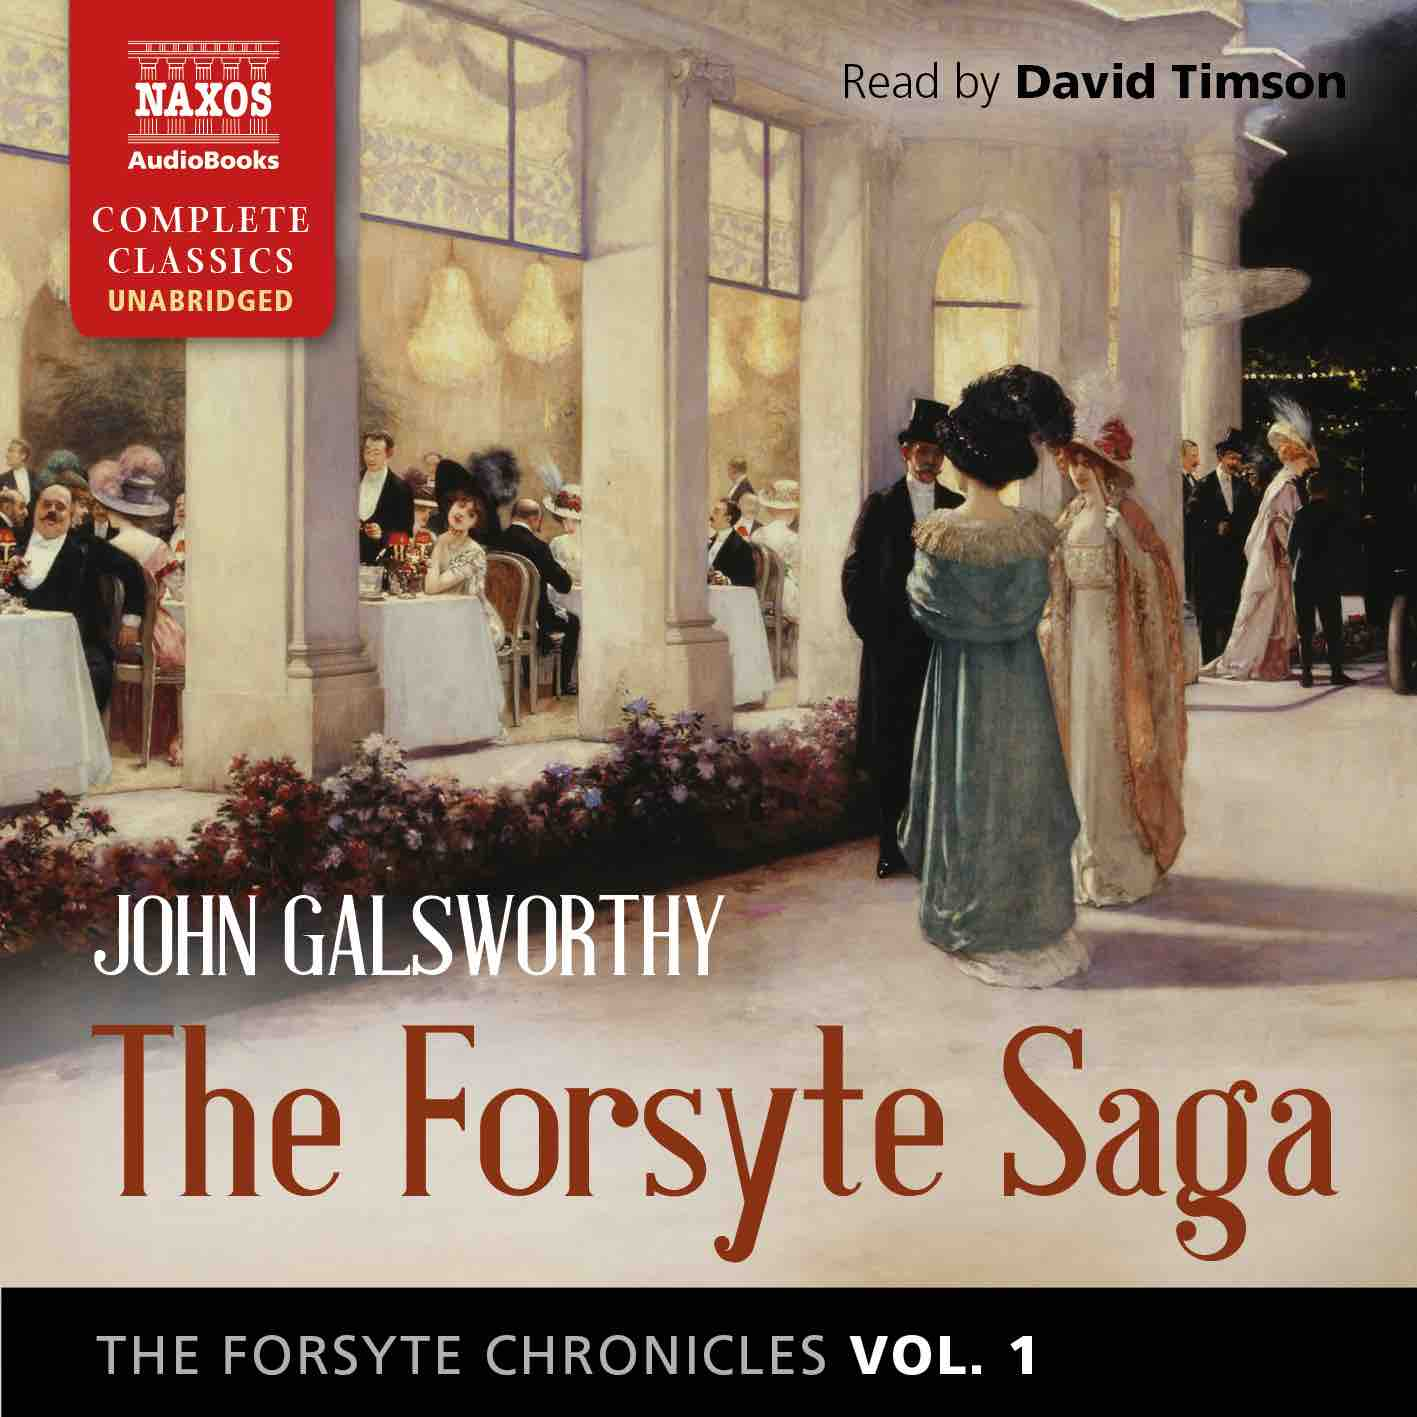 NAXOS
AudioBooks
COMPLETE
CLASSICS
UNABRIDGED
Read by David Timson
JOHN GALSWORTHY
The Forsyte Saga
THE FORSYTE CHRONICLES VOL. 1